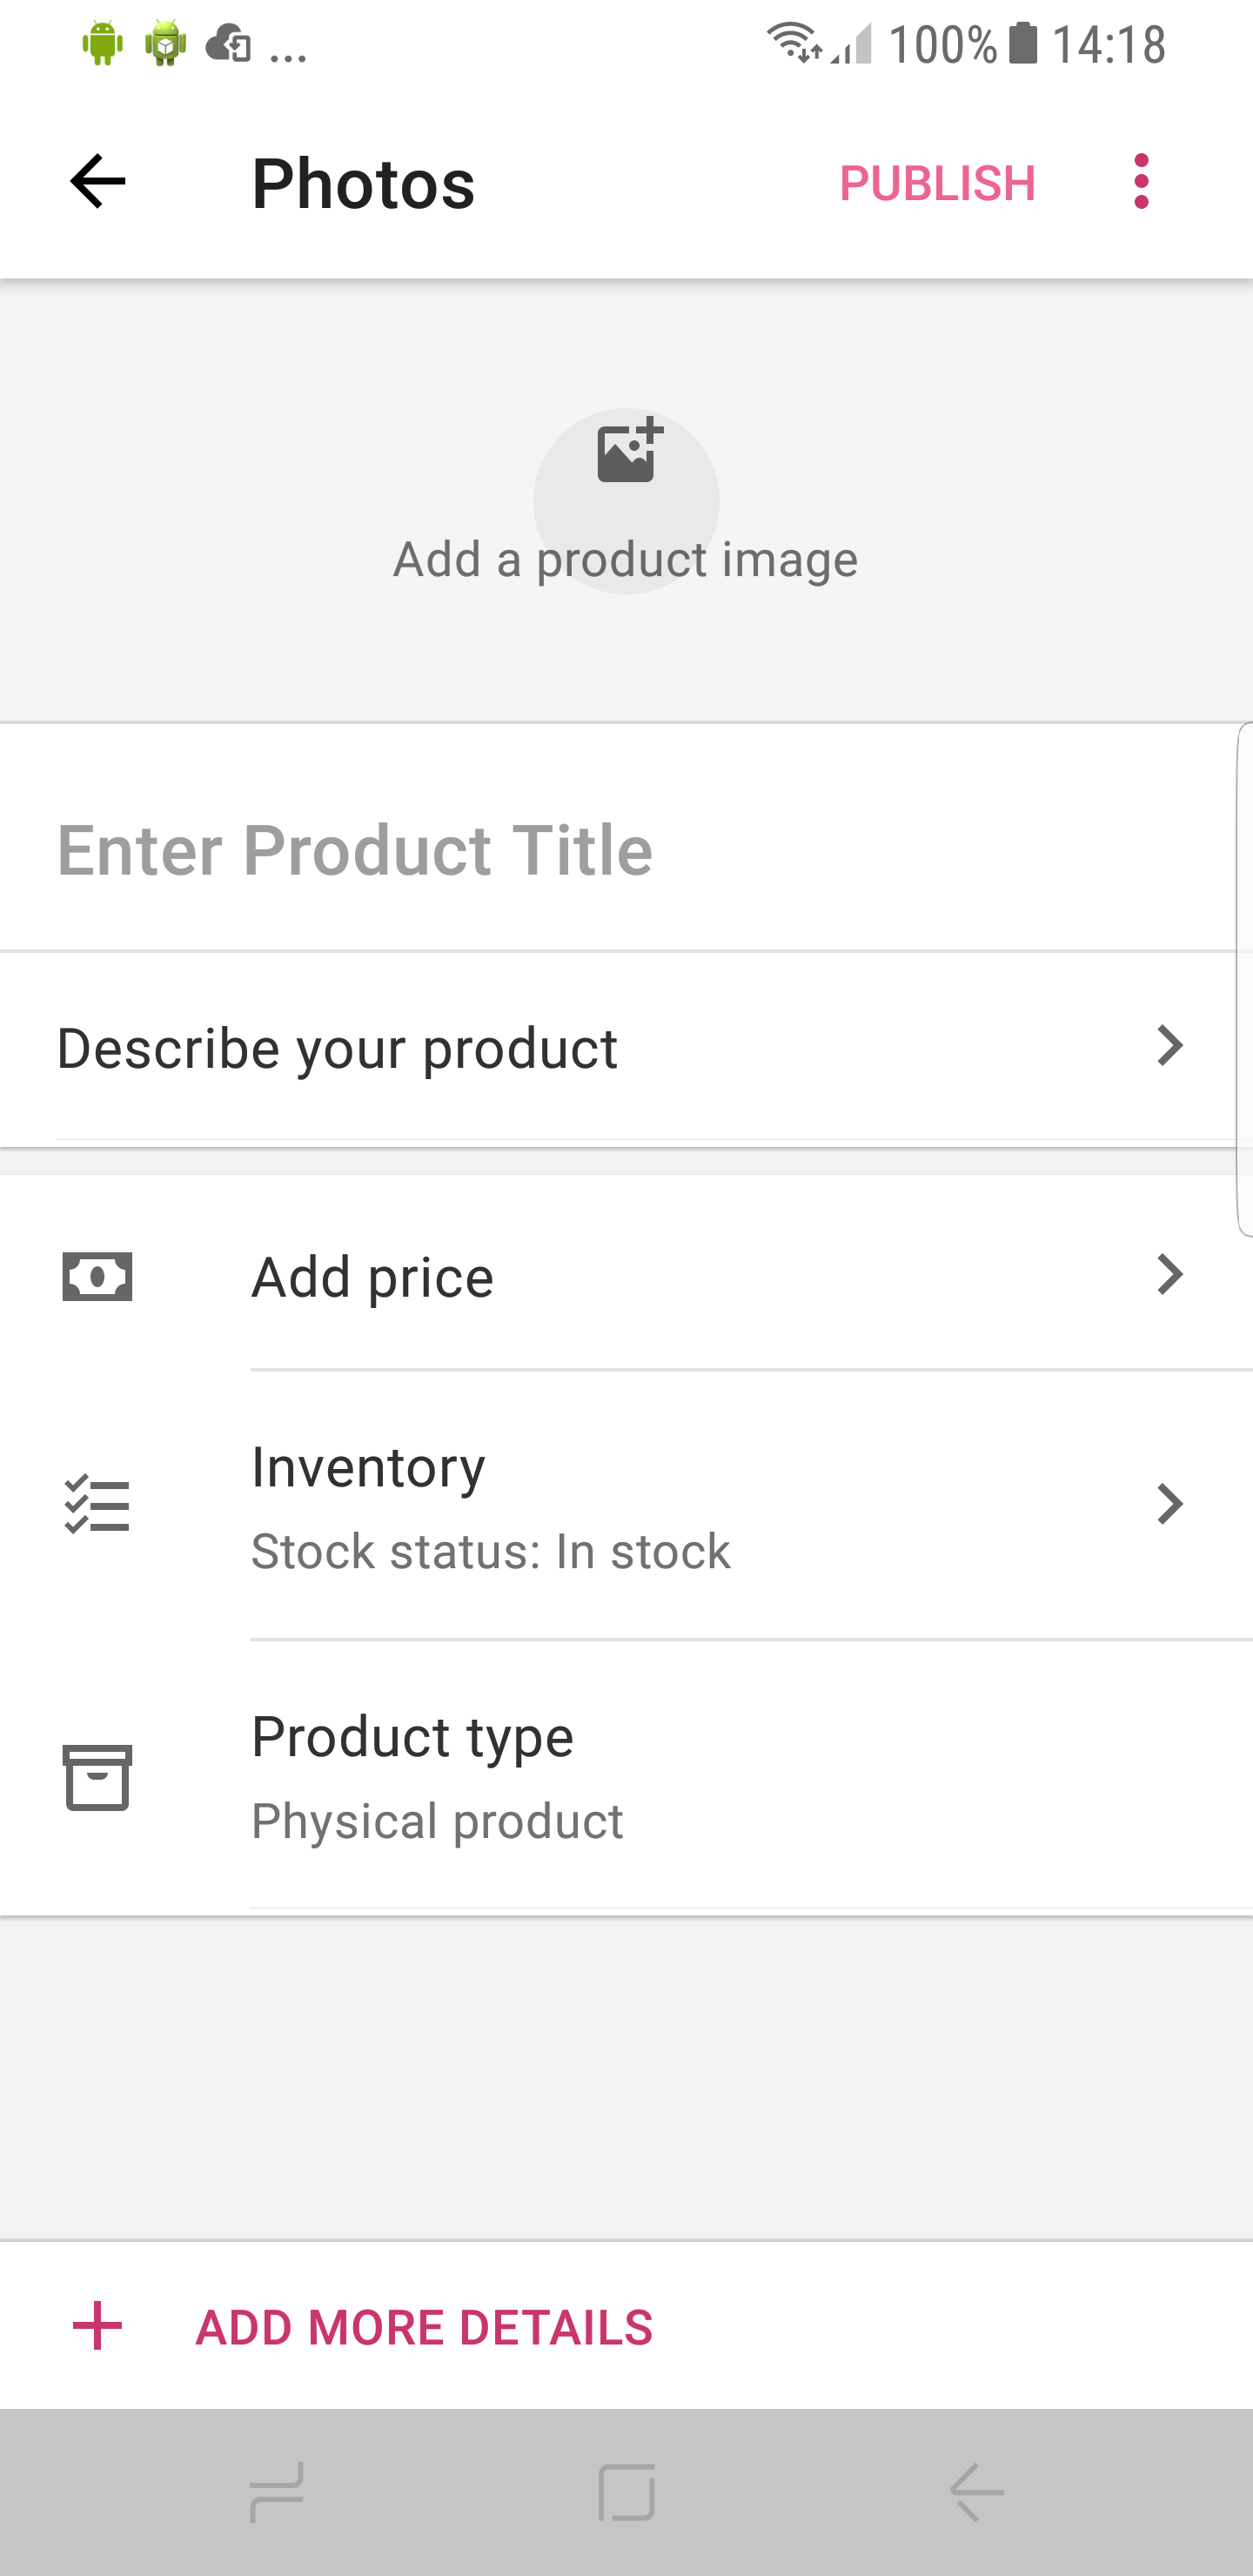 ... 100% 14:18
Photos PUBLISH
Add a product image
Enter Product Title
Describe your product
Add price
Inventory
Stock status: In stock
Product type
Physical product
ADD MORE DETAILS